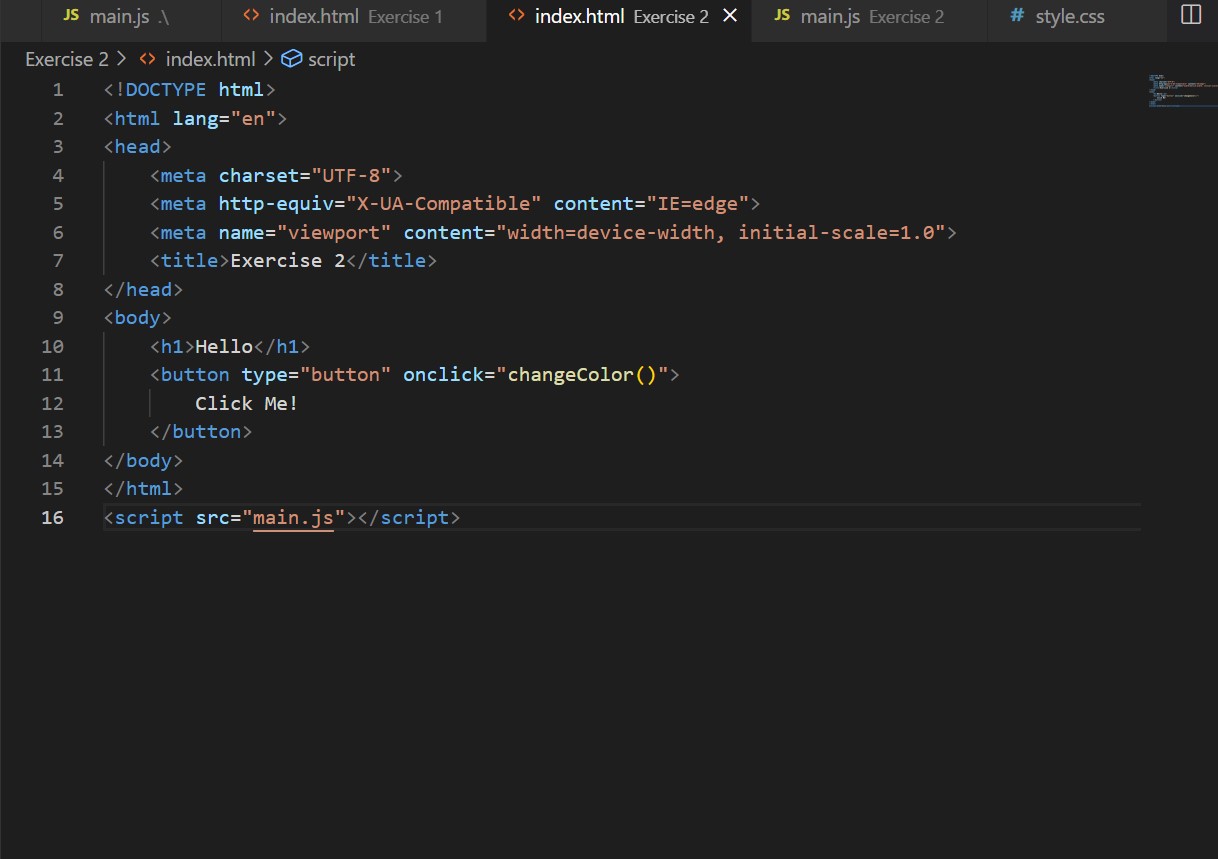 JS main.js .\ <> index.html Exercise 1 <> index.html Exercise 2 JS main.js Exercise 2 # style.css
Exercise 2 > <> index.html > script
1 <!DOCTYPE html>
2 <html lang="en">
3 <head>
4 <meta charset="UTF-8">
5 <meta http-equiv="X-UA-Compatible" content="IE=edge">
6 <meta name="viewport" content="width=device-width, initial-scale=1.0">
7 <title>Exercise 2</title>
8 </head>
9 <body>
10 <h1>Hello</h1>
11 <button type="button" onclick="changeColor()">
12 Click Me!
13 </button>
14 </body>
15 </html>
16 <script src="main.js"></script>